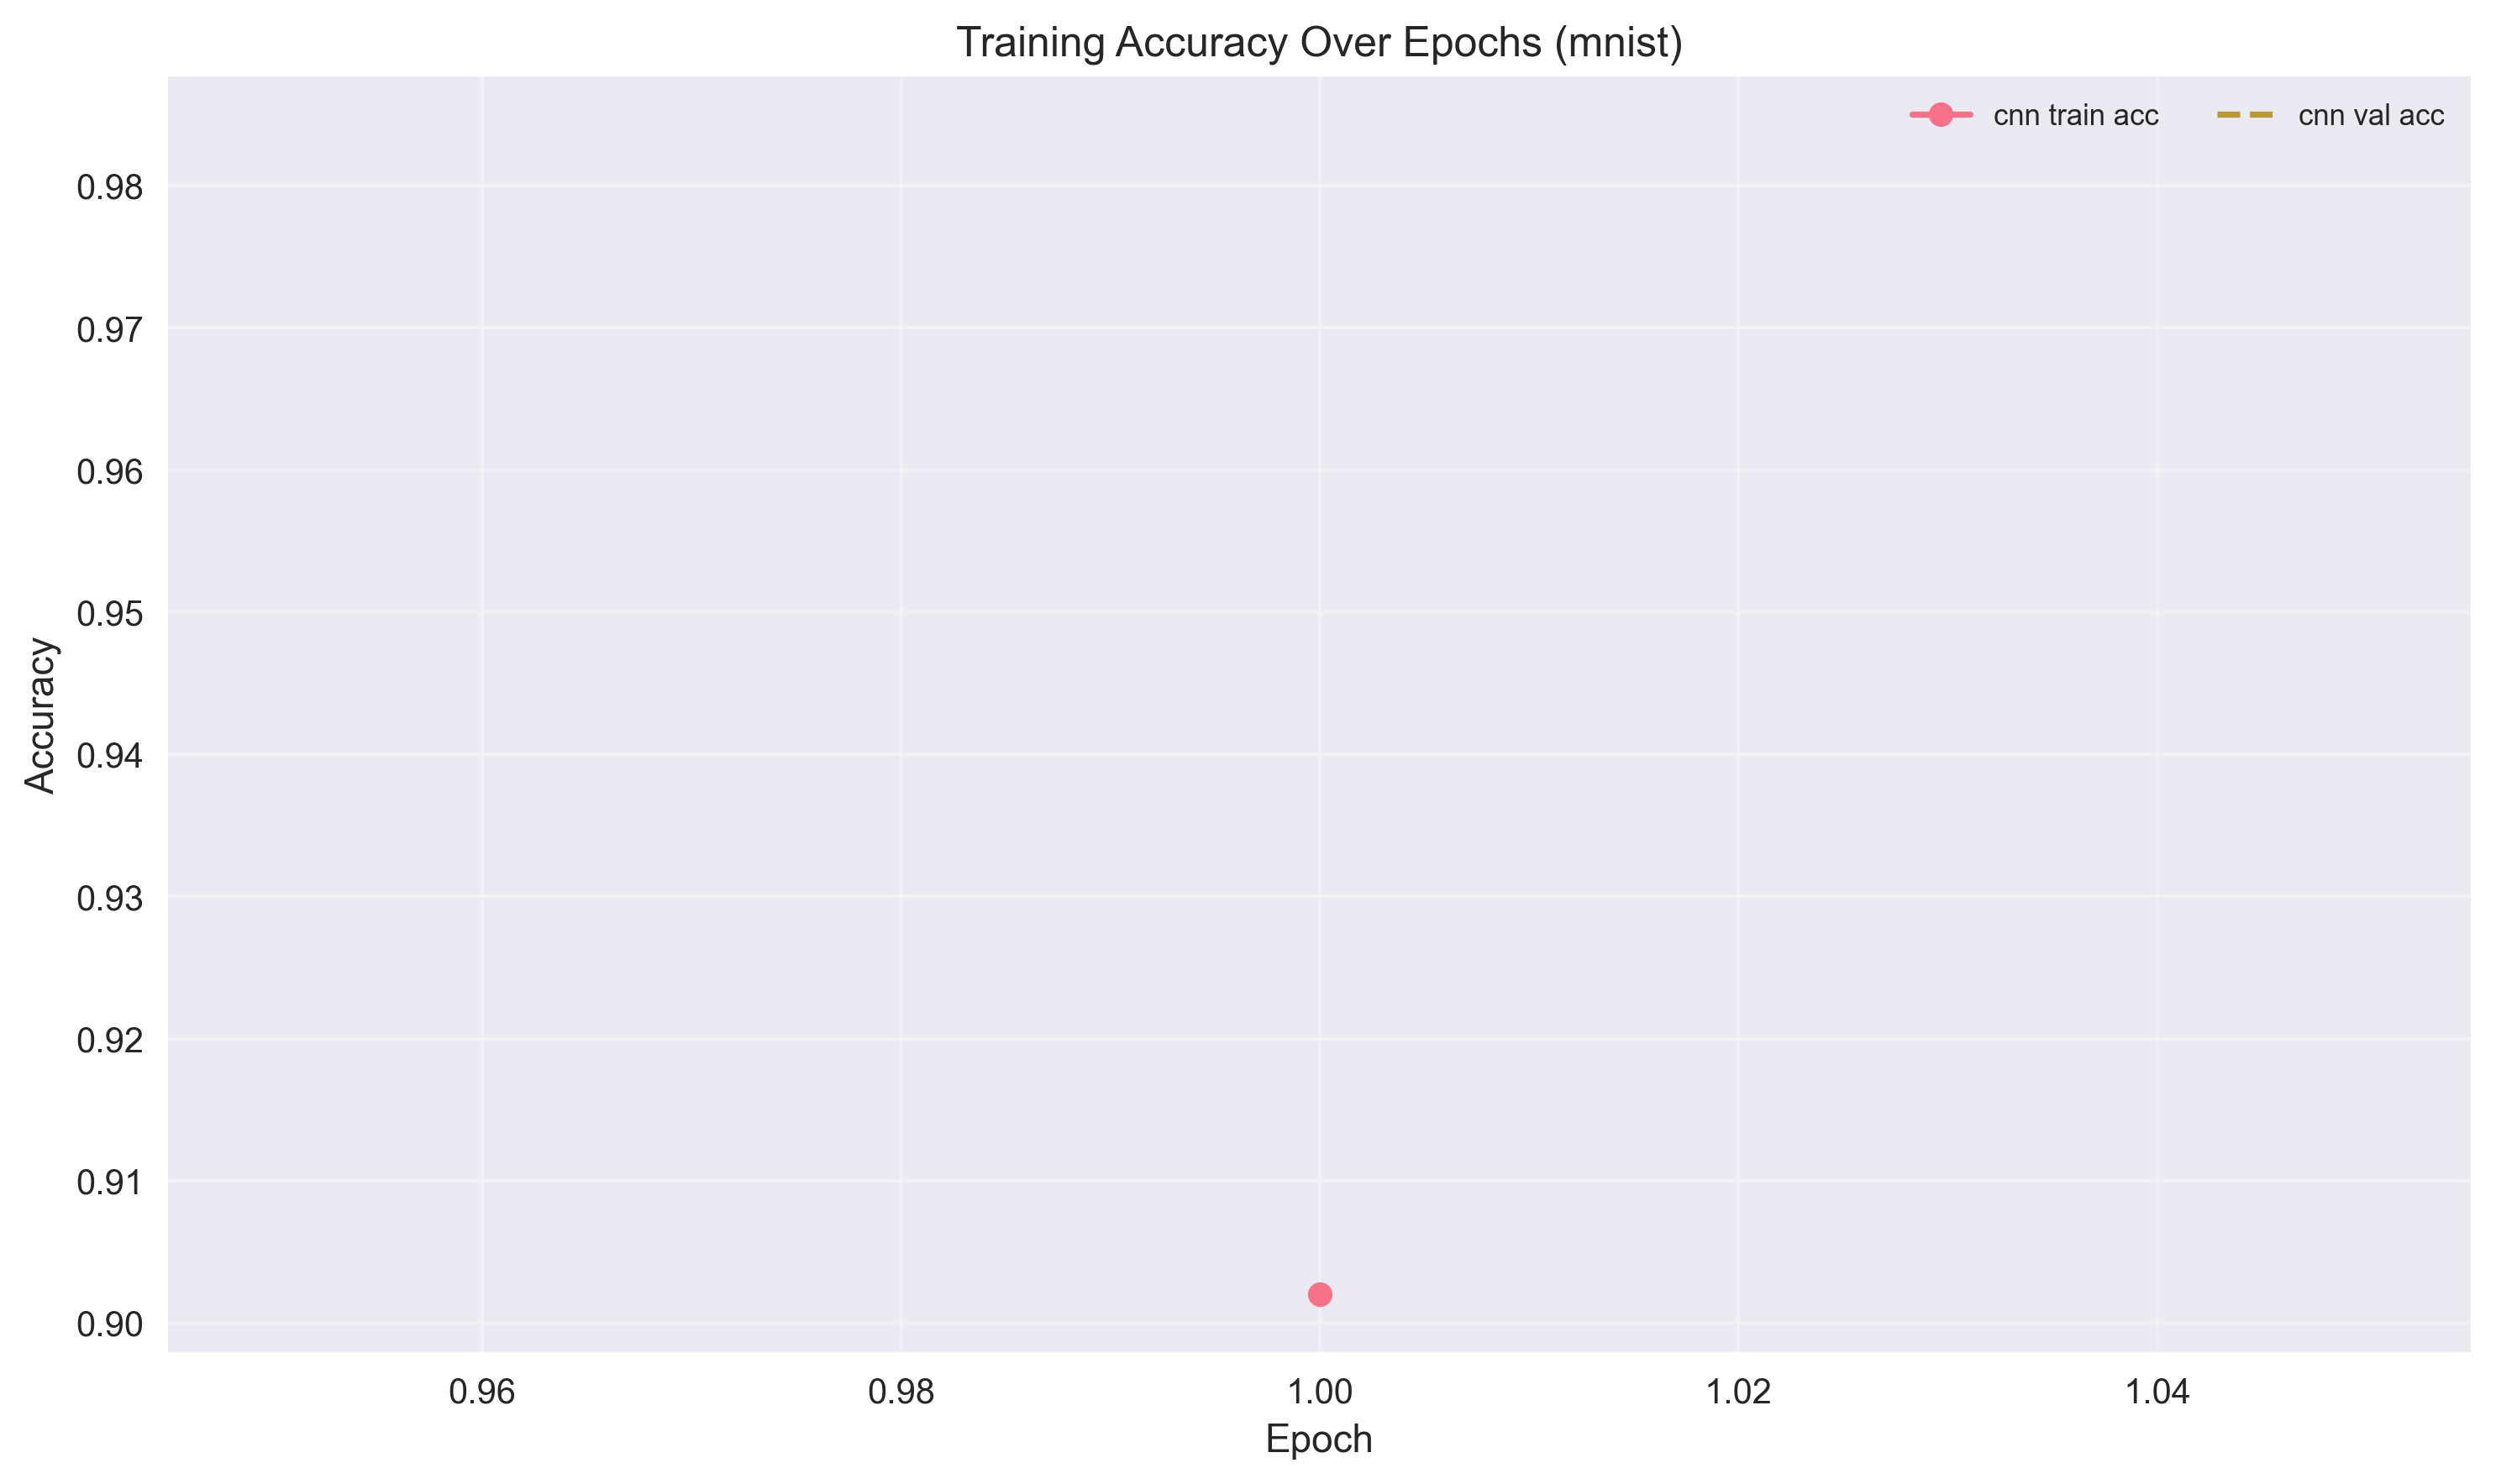 Training Accuracy Over Epochs (mnist)
cnn train acc
cnn val acc
0.98
0.97
0.96
0.95
0.94
0.93
0.92
0.91
0.90
Accuracy
0.96
0.98
1.00
1.02
1.04
Epoch